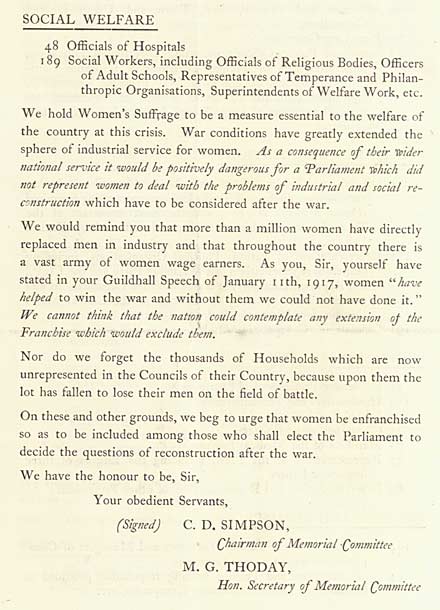 SOCIAL WELFARE
48 Officials of Hospitals
189 Social Workers, including Officials of Religious Bodies, Officers
of Adult Schools, Representatives of Temperance and Philan-
thropic Organisations, Superintendents of Welfare Work, etc.
We hold Women's Suffrage to be a measure essential to the welfare of
the country at this crisis. War conditions have greatly extended the
sphere of industrial service for women. As a consequence of their wider
national service it would be positively dangerous for a Parliament which did
not represent women to deal with the problems of industrial and social re-
construction which have to be considered after the war.
We would remind you that more than a million women have directly
replaced men in industry and that throughout the country there is
a vast army of women wage earners. As you, Sir, yourself have
stated in your Guildhall Speech of January 11th, 1917, women "have
helped to win the war and without them we could not have done it."
We cannot think that the nation could contemplate any extension of the
Franchise which would exclude them.
Nor do we forget the thousands of Households which are now
unrepresented in the Councils of their Country, because upon them the
lot has fallen to lose their men on the field of battle.
On these and other grounds, we beg to urge that women be enfranchised
so as to be included among those who shall elect the Parliament to
decide the questions of reconstruction after the war.
We have the honour to be, Sir,
Your obedient Servants,
(Signed) C. D. SIMPSON,
Chairman of Memorial Committee
M. G. THODAY,
Hon. Secretary of Memorial Committee